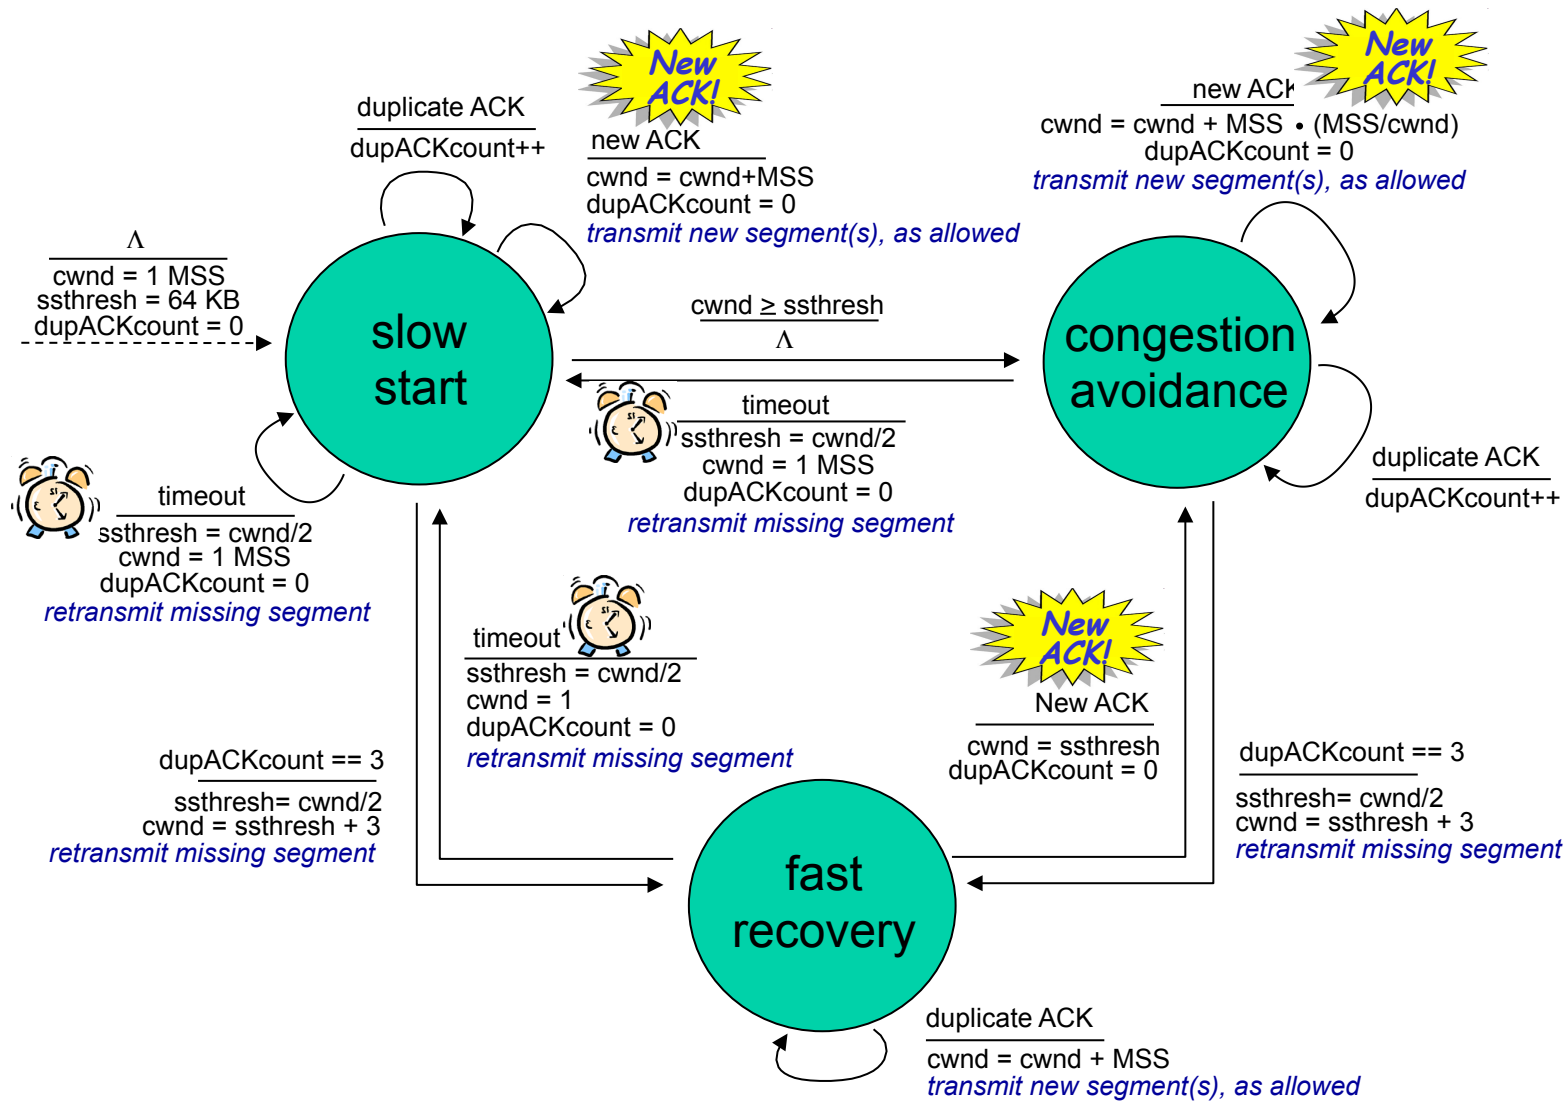 New
ACK!
duplicate ACK
dupACKcount++
new ACK
cwnd = cwnd+MSS
dupACKcount = 0
transmit new segment(s), as allowed
New
ACK!
new ACK
cwnd = cwnd + MSS • (MSS/cwnd)
dupACKcount = 0
transmit new segment(s), as allowed
Λ
cwnd = 1 MSS
ssthresh = 64 KB
dupACKcount = 0
slow
start
cwnd ≥ ssthresh
Λ
congestion
avoidance
timeout
ssthresh = cwnd/2
cwnd = 1 MSS
dupACKcount = 0
retransmit missing segment
duplicate ACK
dupACKcount++
timeout
ssthresh = cwnd/2
cwnd = 1 MSS
dupACKcount = 0
retransmit missing segment
timeout
ssthresh = cwnd/2
cwnd = 1
dupACKcount = 0
retransmit missing segment
New
ACK!
New ACK
cwnd = ssthresh
dupACKcount = 0
dupACKcount == 3
ssthresh= cwnd/2
cwnd = ssthresh + 3
retransmit missing segment
dupACKcount == 3
ssthresh= cwnd/2
cwnd = ssthresh + 3
retransmit missing segment
fast
recovery
duplicate ACK
cwnd = cwnd + MSS
transmit new segment(s), as allowed